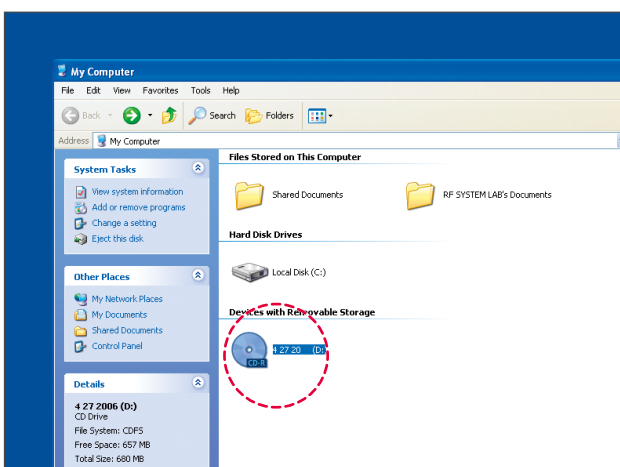 My Computer
File Edit View Favorites Tools Help
Back Search Folders
Address My Computer
System Tasks
View system information
Add or remove programs
Change a setting
Eject this disk
Other Places
My Network Places
My Documents
Shared Documents
Control Panel
Details
4 27 2006 (D:)
CD Drive
File System: CDFS
Free Space: 657 MB
Total Size: 680 MB
Files Stored on This Computer
Shared Documents RF SYSTEM LAB's Documents
Hard Disk Drives
Local Disk (C:)
Devices with Removable Storage
CD-R
4 27 20 (D: